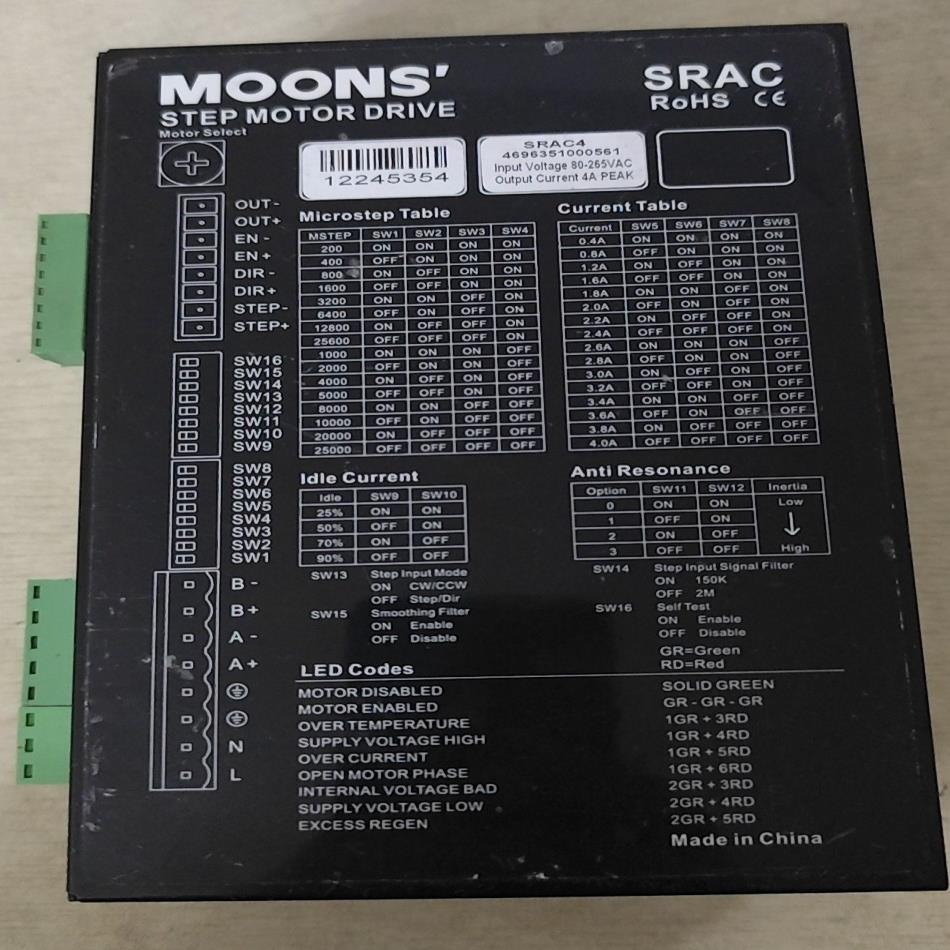 MOONS'
STEP MOTOR DRIVE
SRAC
RoHS CE
Motor Select
12245354
SRAC4
4696351000561
Input Voltage 80-265VAC
Output Current 4A PEAK
OUT -
OUT+
EN -
EN +
DIR -
DIR +
STEP-
STEP+
SW16
SW15
SW14
SW13
SW12
SW11
SW10
SW9
SW8
SW7
SW6
SW5
SW4
SW3
SW2
SW1
B -
B +
A -
A +
N
L
Microstep Table
MSTEP SW1 SW2 SW3 SW4
200 ON ON ON ON
400 OFF ON ON ON
800 ON OFF ON ON
1600 OFF OFF ON ON
3200 ON ON OFF ON
6400 OFF ON OFF ON
12800 ON OFF OFF ON
25600 OFF OFF OFF ON
1000 ON ON ON OFF
2000 OFF ON ON OFF
4000 ON OFF ON OFF
5000 OFF OFF ON OFF
8000 ON ON OFF OFF
10000 OFF ON OFF OFF
20000 ON OFF OFF OFF
25000 OFF OFF OFF OFF
Current Table
Current SW5 SW6 SW7 SW8
0.4A ON ON ON ON
0.8A OFF ON ON ON
1.2A ON OFF ON ON
1.6A OFF OFF ON ON
1.8A ON ON OFF ON
2.0A OFF ON OFF ON
2.2A ON OFF OFF ON
2.4A OFF OFF OFF ON
2.6A ON ON ON OFF
2.8A OFF ON ON OFF
3.0A ON OFF ON OFF
3.2A OFF OFF ON OFF
3.4A ON ON OFF OFF
3.6A OFF ON OFF OFF
3.8A ON OFF OFF OFF
4.0A OFF OFF OFF OFF
Idle Current
Idle SW9 SW10
25% ON ON
50% OFF ON
70% ON OFF
90% OFF OFF
Anti Resonance
Option SW11 SW12 Inertia
0 ON ON Low
1 OFF ON
2 ON OFF
3 OFF OFF High
SW13 Step Input Mode
ON CW/CCW
OFF Step/Dir
SW15 Smoothing Filter
ON Enable
OFF Disable
SW14 Step Input Signal Filter
ON 150K
OFF 2M
SW16 Self Test
ON Enable
OFF Disable
GR=Green
RD=Red
LED Codes
MOTOR DISABLED SOLID GREEN
MOTOR ENABLED GR - GR - GR
OVER TEMPERATURE 1GR + 3RD
SUPPLY VOLTAGE HIGH 1GR + 4RD
OVER CURRENT 1GR + 5RD
OPEN MOTOR PHASE 1GR + 6RD
INTERNAL VOLTAGE BAD 2GR + 3RD
SUPPLY VOLTAGE LOW 2GR + 4RD
EXCESS REGEN 2GR + 5RD
Made in China